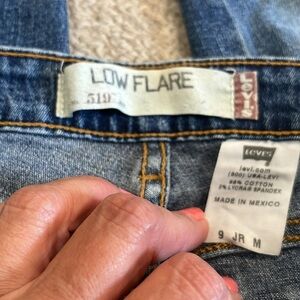 LOW FLARE
519
LEVI'S
Levi's
levi.com
(800) USA-LEVI
98% COTTON
2% LYCRA® SPANDEX
MADE IN MEXICO
9 JR M